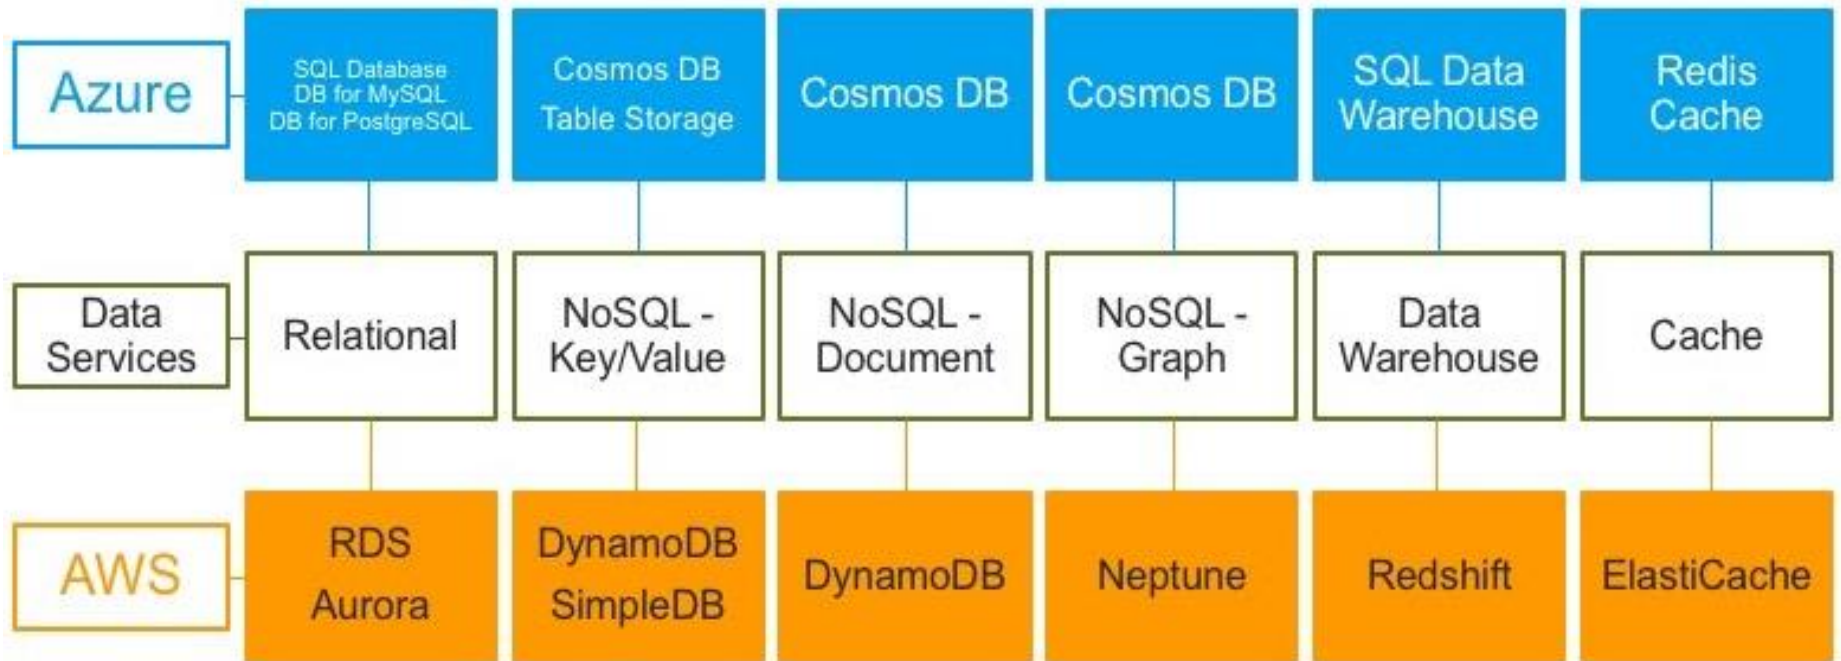 Azure
SQL Database
DB for MySQL
DB for PostgreSQL
Cosmos DB
Table Storage
Cosmos DB
Cosmos DB
SQL Data
Warehouse
Redis
Cache
Data
Services
Relational
NoSQL -
Key/Value
NoSQL -
Document
NoSQL -
Graph
Data
Warehouse
Cache
AWS
RDS
Aurora
DynamoDB
SimpleDB
DynamoDB
Neptune
Redshift
ElastiCache